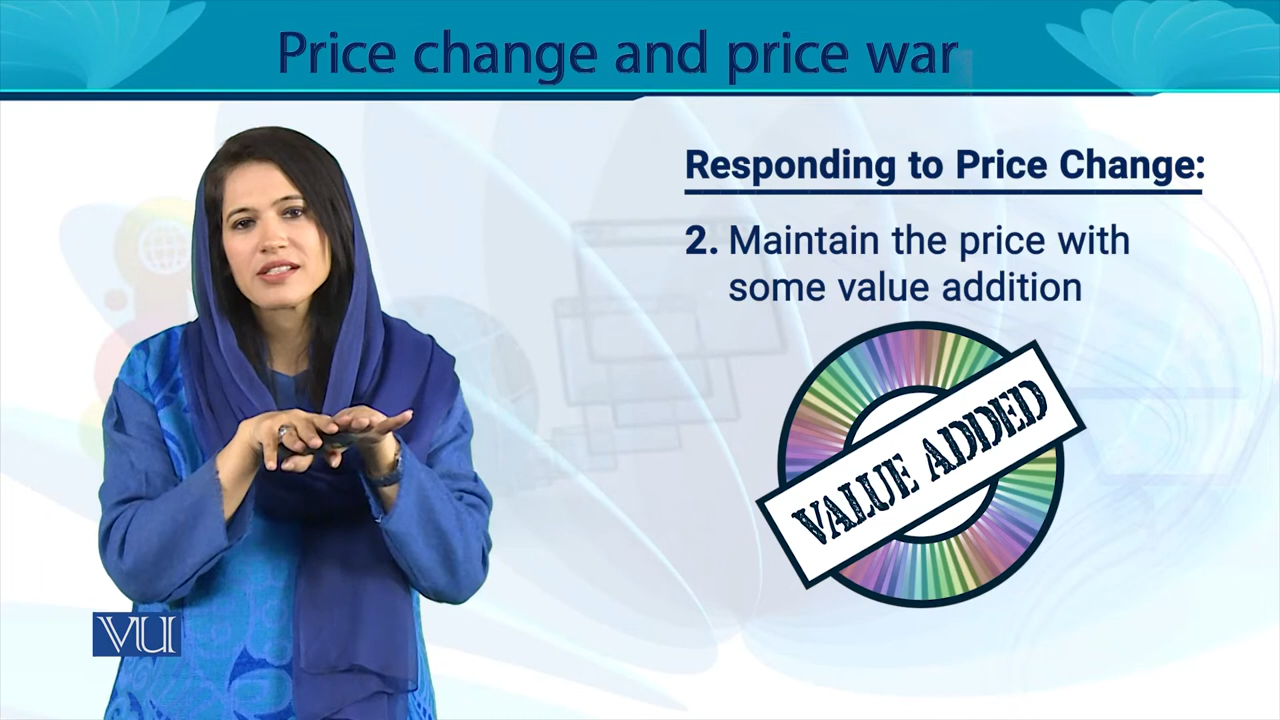 Price change and price war
Responding to Price Change:
2. Maintain the price with
some value addition
VALUE ADDED
VU